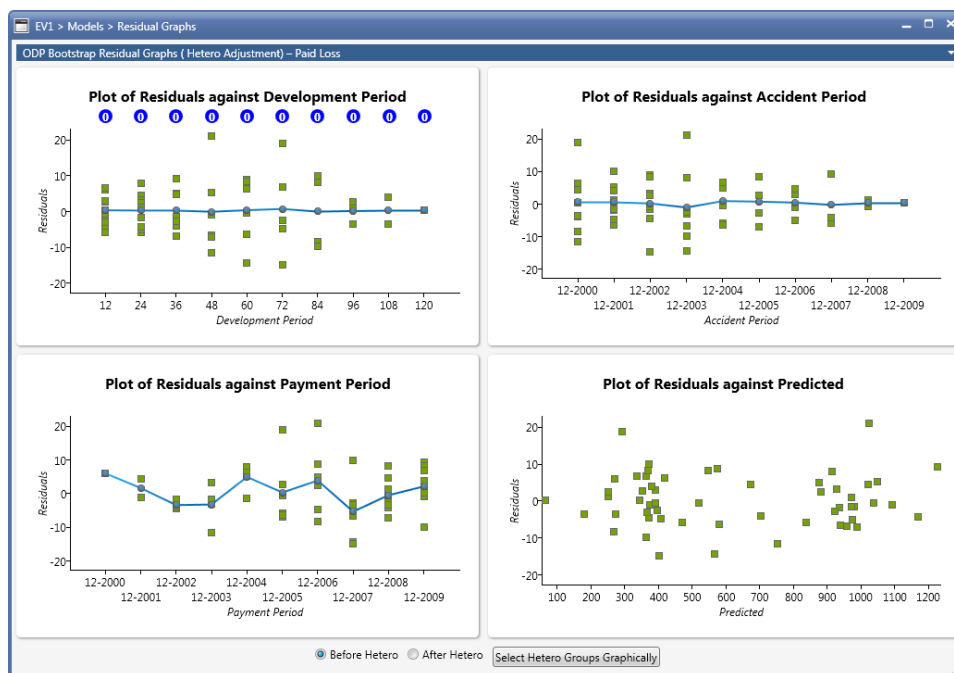 EV1 > Models > Residual Graphs
ODP Bootstrap Residual Graphs ( Hetero Adjustment) – Paid Loss
Plot of Residuals against Development Period
0 0 0 0 0 0 0 0 0 0
20
10
0
-10
-20
Residuals
12 24 36 48 60 72 84 96 108 120
Development Period
Plot of Residuals against Accident Period
20
10
0
-10
-20
Residuals
12-2000 12-2002 12-2004 12-2006 12-2008
12-2001 12-2003 12-2005 12-2007 12-2009
Accident Period
Plot of Residuals against Payment Period
20
10
0
-10
-20
Residuals
12-2000 12-2002 12-2004 12-2006 12-2008
12-2001 12-2003 12-2005 12-2007 12-2009
Payment Period
Plot of Residuals against Predicted
20
10
0
-10
-20
Residuals
100 200 300 400 500 600 700 800 900 1000 1100 1200
Predicted
Before Hetero After Hetero Select Hetero Groups Graphically